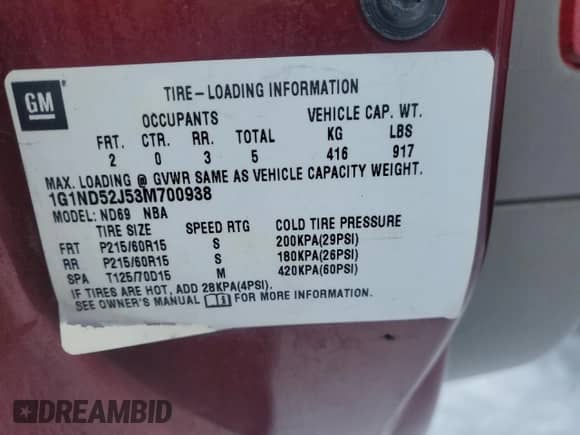 GM
TIRE-LOADING INFORMATION
OCCUPANTS VEHICLE CAP. WT.
FRT. CTR. RR. TOTAL KG LBS
2 0 3 5 416 917
MAX. LOADING @ GVWR SAME AS VEHICLE CAPACITY WEIGHT.
1G1ND52J53M700938
MODEL: ND69 NBA
TIRE SIZE SPEED RTG COLD TIRE PRESSURE
FRT P215/60R15 S 200KPA(29PSI)
RR P215/60R15 S 180KPA(26PSI)
SPA T125/70D15 M 420KPA(60PSI)
IF TIRES ARE HOT, ADD 28KPA(4PSI).
SEE OWNER'S MANUAL FOR MORE INFORMATION.
DREAMBID